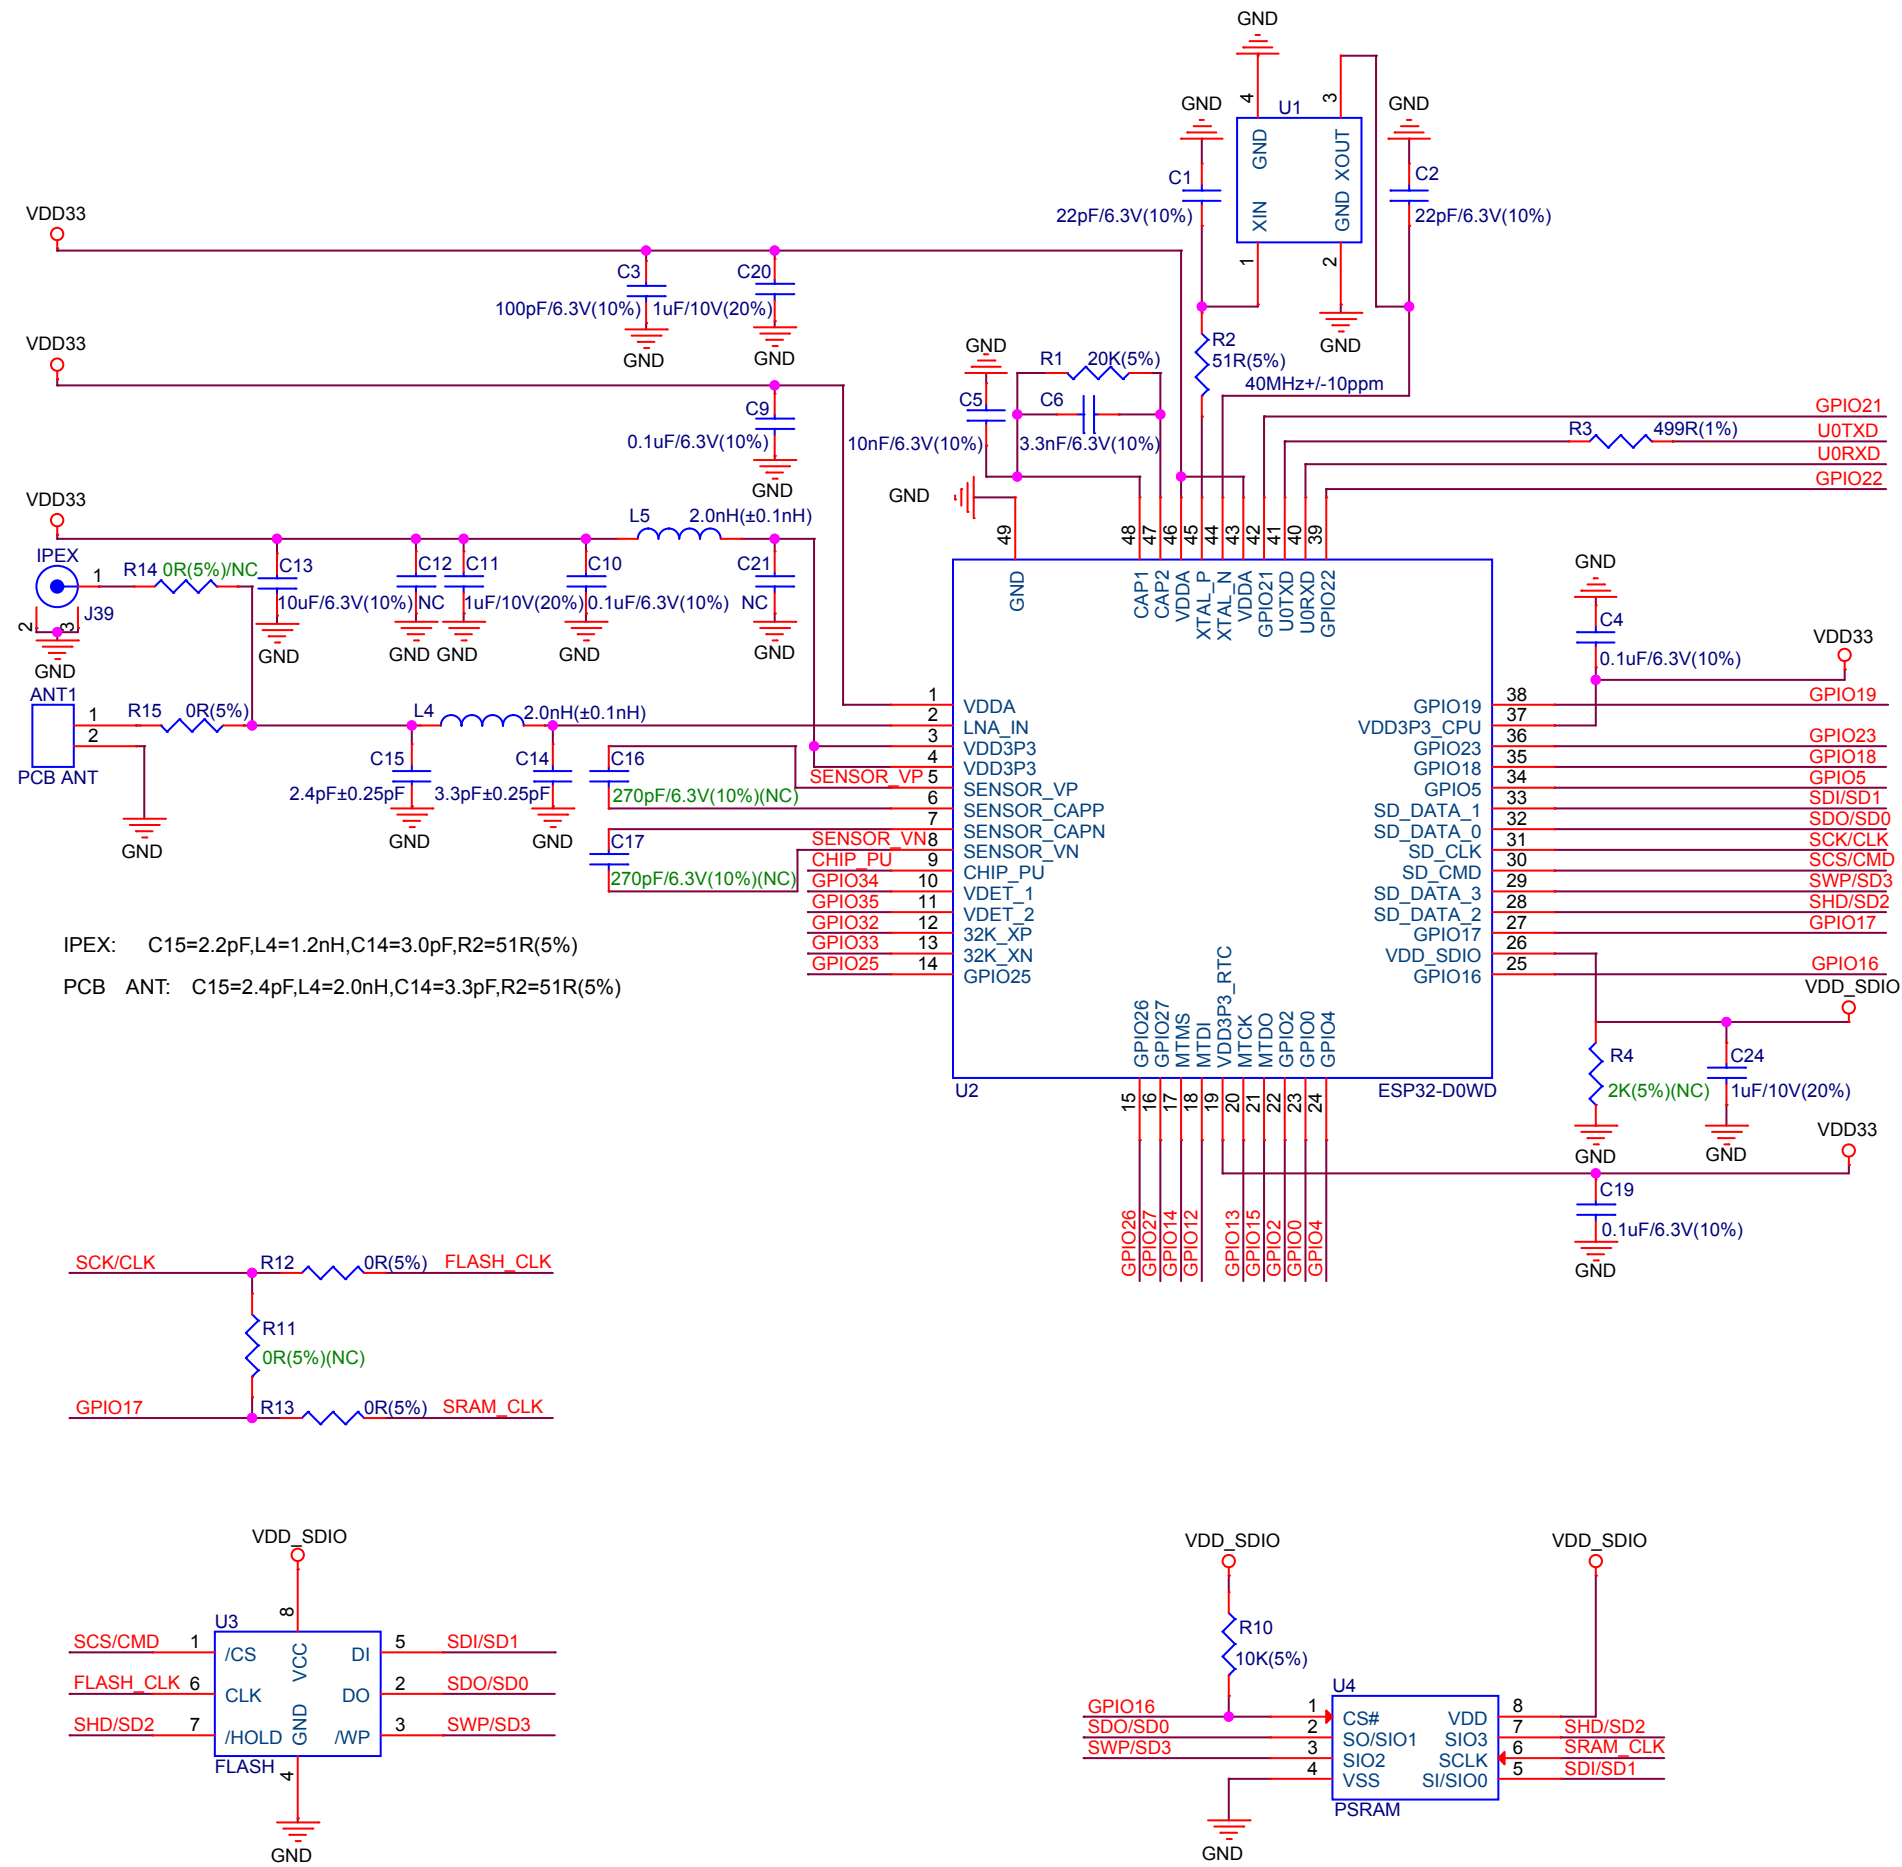 GND
GND
4
3
U1
GND
GND
XOUT
XIN
GND
1
2
GND
C1
22pF/6.3V(10%)
GND
C2
22pF/6.3V(10%)
GND
R2
51R(5%)
40MHz+/-10ppm
VDD33
C3
100pF/6.3V(10%)
GND
C20
1uF/10V(20%)
GND
VDD33
C9
0.1uF/6.3V(10%)
GND
GND
C5
10nF/6.3V(10%)
R1
20K(5%)
C6
3.3nF/6.3V(10%)
GND
GPIO21
R3
499R(1%)
U0TXD
U0RXD
GPIO22
VDD33
L5
2.0nH(±0.1nH)
C13
10uF/6.3V(10%)
GND
C12
NC
GND
C11
1uF/10V(20%)
GND
C10
0.1uF/6.3V(10%)
GND
C21
NC
GND
IPEX
1
R14
0R(5%)/NC
J39
2
3
GND
ANT1
1
2
PCB ANT
R15
0R(5%)
GND
L4
2.0nH(±0.1nH)
C15
2.4pF±0.25pF
GND
C14
3.3pF±0.25pF
GND
C16
270pF/6.3V(10%)(NC)
C17
270pF/6.3V(10%)(NC)
49
48
47
46
45
44
43
42
41
40
39
GND
CAP1
CAP2
VDDA
XTAL_P
XTAL_N
VDDA
GPIO21
U0TXD
U0RXD
GPIO22
1
VDDA
2
LNA_IN
3
VDD3P3
4
VDD3P3
SENSOR_VP
5
SENSOR_VP
6
SENSOR_CAPP
7
SENSOR_CAPN
SENSOR_VN
8
SENSOR_VN
CHIP_PU
9
CHIP_PU
GPIO34
10
VDET_1
GPIO35
11
VDET_2
GPIO32
12
32K_XP
GPIO33
13
32K_XN
GPIO25
14
GPIO25
GND
C4
0.1uF/6.3V(10%)
VDD33
GPIO19
38
GPIO19
VDD3P3_CPU
37
GPIO23
36
GPIO23
GPIO18
35
GPIO18
GPIO5
34
GPIO5
SD_DATA_1
33
SDI/SD1
SD_DATA_0
32
SDO/SD0
SD_CLK
31
SCK/CLK
SD_CMD
30
SCS/CMD
SD_DATA_3
29
SWP/SD3
SD_DATA_2
28
SHD/SD2
GPIO17
27
GPIO17
VDD_SDIO
26
GPIO16
25
GPIO16
VDD_SDIO
R4
2K(5%)(NC)
GND
C24
1uF/10V(20%)
GND
GPIO26
GPIO27
MTMS
MTDI
VDD3P3_RTC
MTCK
MTDO
GPIO2
GPIO0
GPIO4
U2
ESP32-D0WD
15
16
17
18
19
20
21
22
23
24
GPIO26
GPIO27
GPIO14
GPIO12
GPIO13
GPIO15
GPIO2
GPIO0
GPIO4
VDD33
C19
0.1uF/6.3V(10%)
GND
IPEX: C15=2.2pF,L4=1.2nH,C14=3.0pF,R2=51R(5%)
PCB ANT: C15=2.4pF,L4=2.0nH,C14=3.3pF,R2=51R(5%)
SCK/CLK
R12
0R(5%)
FLASH_CLK
R11
0R(5%)(NC)
GPIO17
R13
0R(5%)
SRAM_CLK
VDD_SDIO
8
U3
SCS/CMD
1
/CS
FLASH_CLK
6
CLK
SHD/SD2
7
/HOLD
VCC
GND
DI
5
SDI/SD1
DO
2
SDO/SD0
/WP
3
SWP/SD3
FLASH
4
GND
VDD_SDIO
R10
10K(5%)
VDD_SDIO
U4
GPIO16
1
CS#
SDO/SD0
2
SO/SIO1
SWP/SD3
3
SIO2
4
VSS
VDD
8
SIO3
7
SHD/SD2
SCLK
6
SRAM_CLK
SI/SIO0
5
SDI/SD1
PSRAM
GND